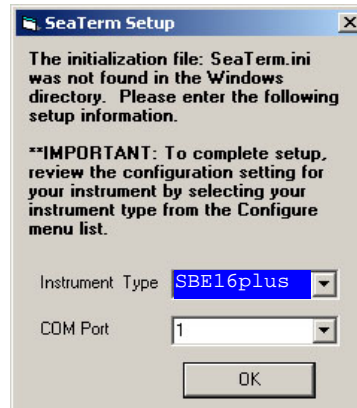 SeaTerm Setup
The initialization file: SeaTerm.ini
was not found in the Windows
directory. Please enter the following
setup information.
**IMPORTANT: To complete setup,
review the configuration setting for
your instrument by selecting your
instrument type from the Configure
menu list.
Instrument Type SBE16plus
COM Port 1
OK